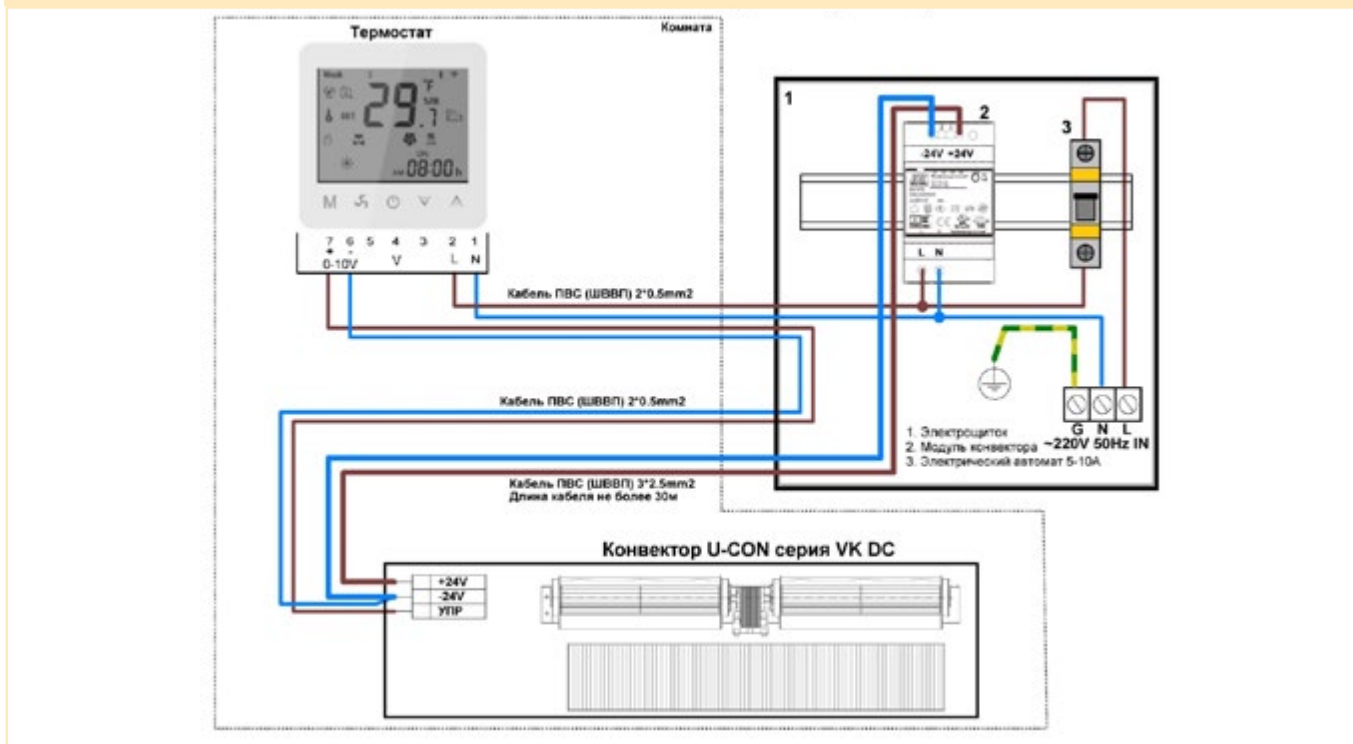 Термостат
Комната
29.7
°F
08:00 h
M
7 6 5 4 3 2 1
+ -
0-10V V L N
1
2
3
-24V +24V
L N
Кабель ПВС (ШВВП) 2*0.5mm2
Кабель ПВС (ШВВП) 2*0.5mm2
G N L
~220V 50Hz IN
1. Электрощиток
2. Модуль конвектора
3. Электрический автомат 5-10А
Кабель ПВС (ШВВП) 3*2.5mm2
Длина кабеля не более 30м
Конвектор U-CON серия VK DC
+24V
-24V
УПР